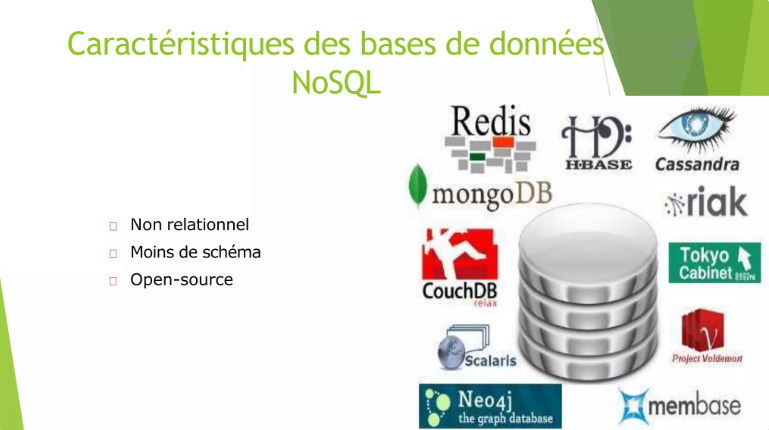 Caractéristiques des bases de données
NoSQL
Non relationnel
Moins de schéma
Open-source
Redis
HBASE
Cassandra
mongoDB
riak
CouchDB
relax
Tokyo
Cabinet
Scalaris
Project Voldemort
Neo4j
the graph database
membase